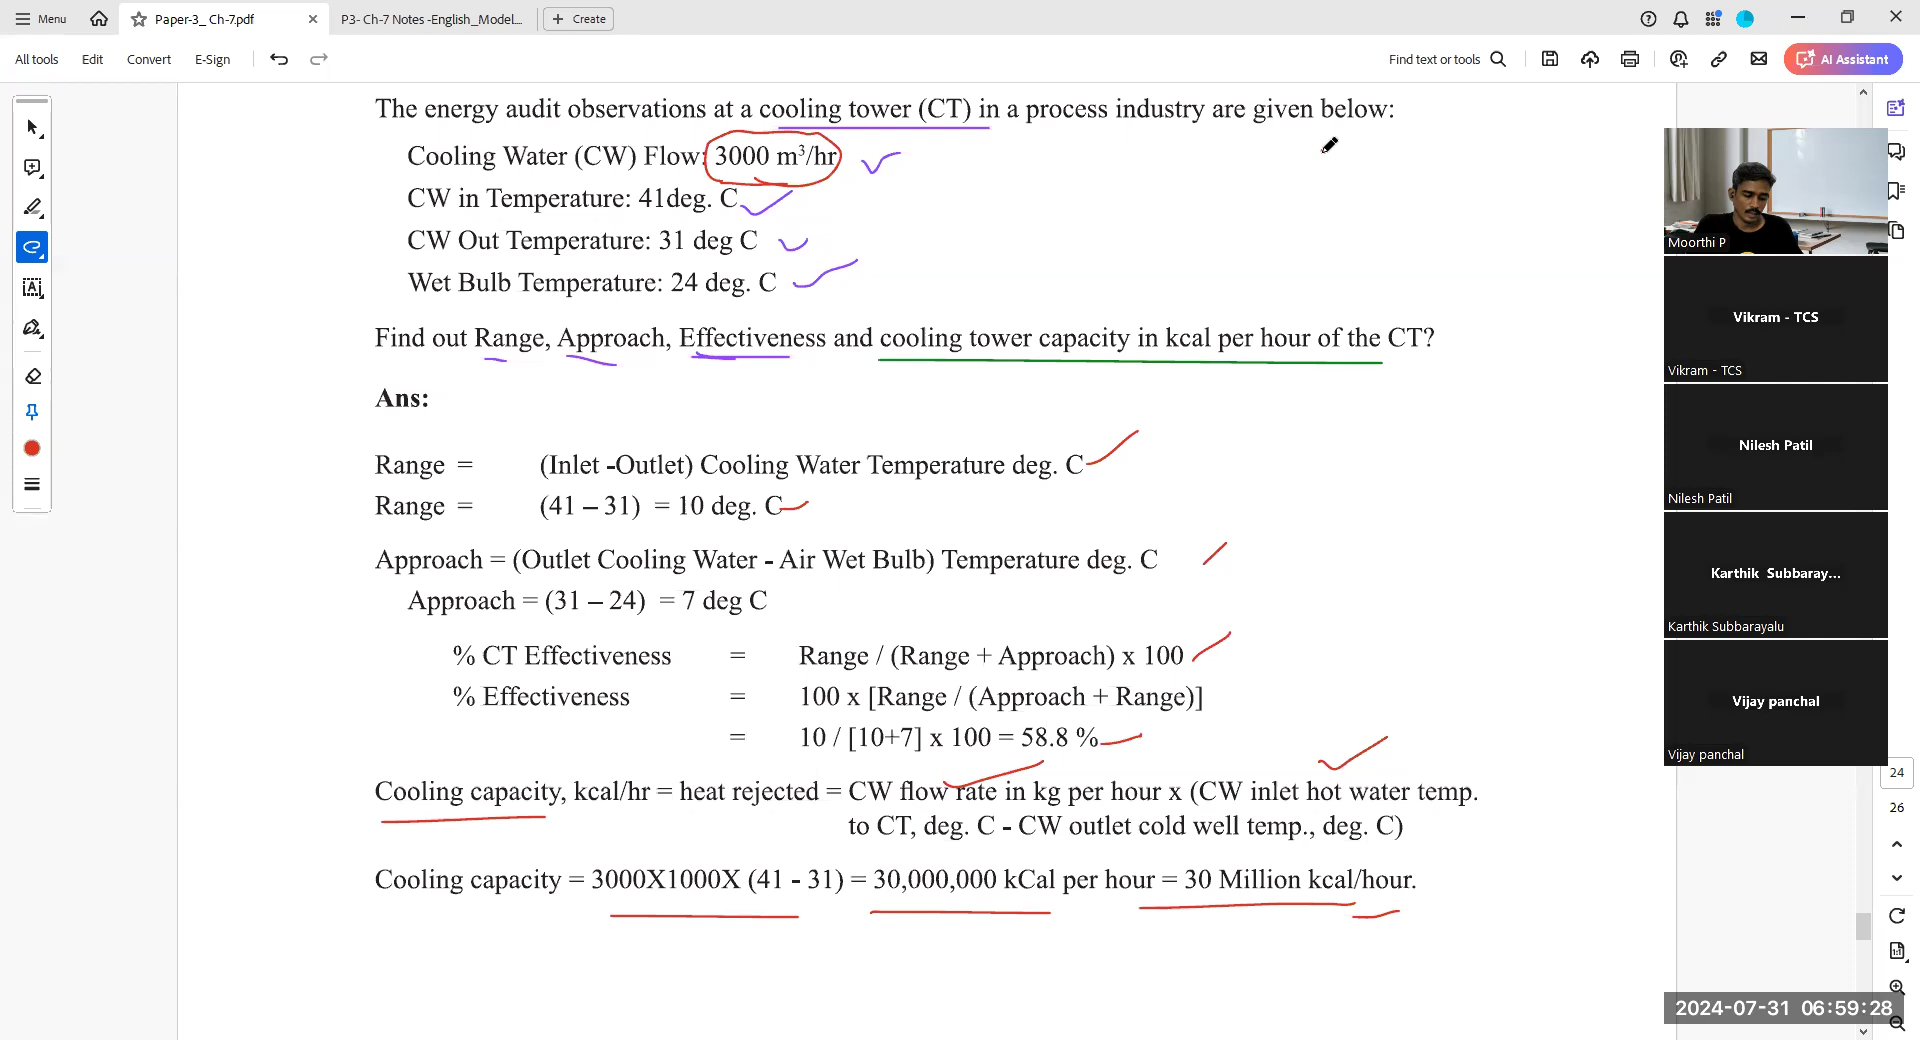 Menu
Paper-3_ Ch-7.pdf
P3- Ch-7 Notes -English_Model...
Create
All tools
Edit
Convert
E-Sign
Find text or tools
AI Assistant
The energy audit observations at a cooling tower (CT) in a process industry are given below:
Cooling Water (CW) Flow: 3000 m³/hr
CW in Temperature: 41deg. C
CW Out Temperature: 31 deg C
Wet Bulb Temperature: 24 deg. C
Find out Range, Approach, Effectiveness and cooling tower capacity in kcal per hour of the CT?
Ans:
Range = (Inlet -Outlet) Cooling Water Temperature deg. C
Range = (41 – 31) = 10 deg. C
Approach = (Outlet Cooling Water - Air Wet Bulb) Temperature deg. C
Approach = (31 – 24) = 7 deg C
% CT Effectiveness = Range / (Range + Approach) x 100
% Effectiveness = 100 x [Range / (Approach + Range)]
= 10 / [10+7] x 100 = 58.8 %
Cooling capacity, kcal/hr = heat rejected = CW flow rate in kg per hour x (CW inlet hot water temp.
to CT, deg. C - CW outlet cold well temp., deg. C)
Cooling capacity = 3000X1000X (41 - 31) = 30,000,000 kCal per hour = 30 Million kcal/hour.
Moorthi P
Vikram - TCS
Vikram - TCS
Nilesh Patil
Nilesh Patil
Karthik Subbaray...
Karthik Subbarayalu
Vijay panchal
Vijay panchal
24
26
1:1
2024-07-31 06:59:28